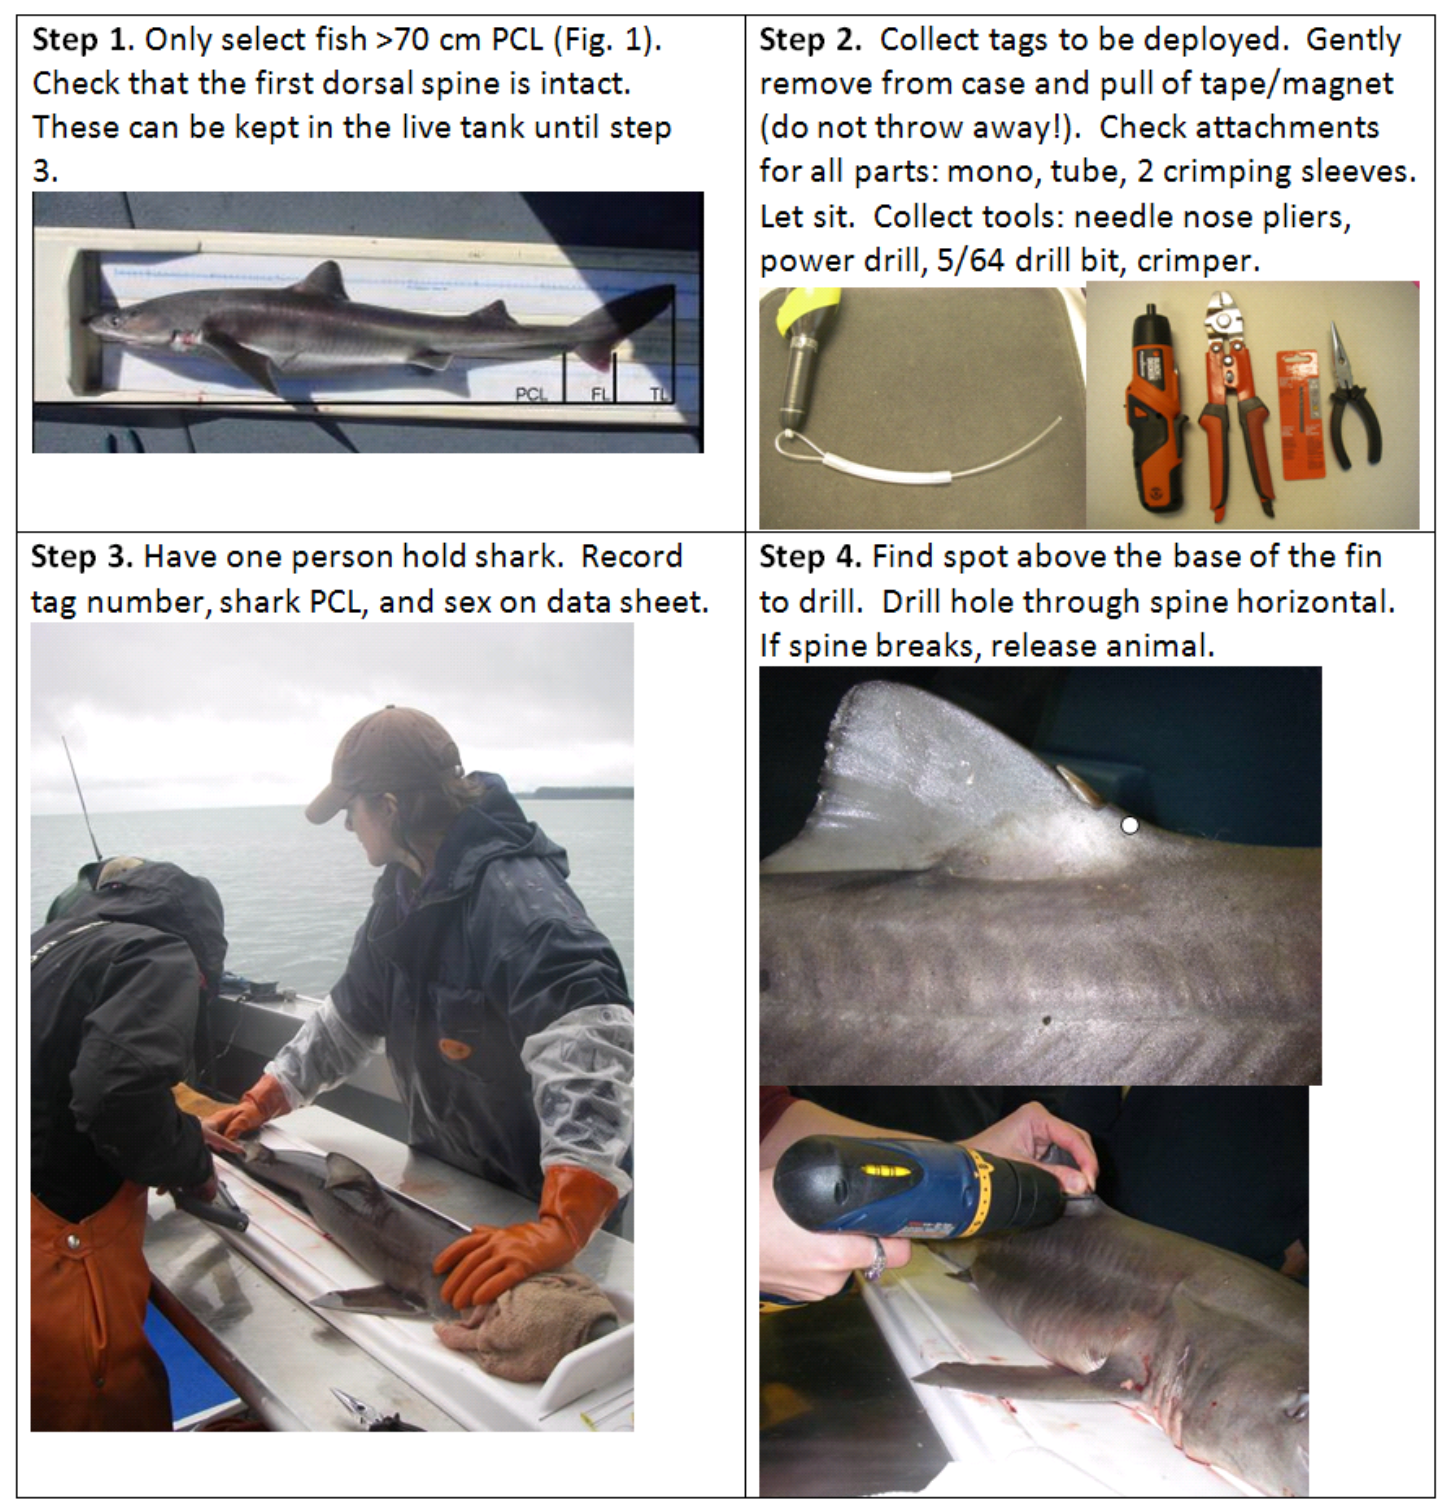 Step 1. Only select fish >70 cm PCL (Fig. 1).
Check that the first dorsal spine is intact.
These can be kept in the live tank until step
3.
PCL FL TL
Step 2.  Collect tags to be deployed.  Gently
remove from case and pull of tape/magnet
(do not throw away!).  Check attachments
for all parts: mono, tube, 2 crimping sleeves.
Let sit.  Collect tools: needle nose pliers,
power drill, 5/64 drill bit, crimper.
Step 3. Have one person hold shark.  Record
tag number, shark PCL, and sex on data sheet.
Step 4. Find spot above the base of the fin
to drill.  Drill hole through spine horizontal.
If spine breaks, release animal.